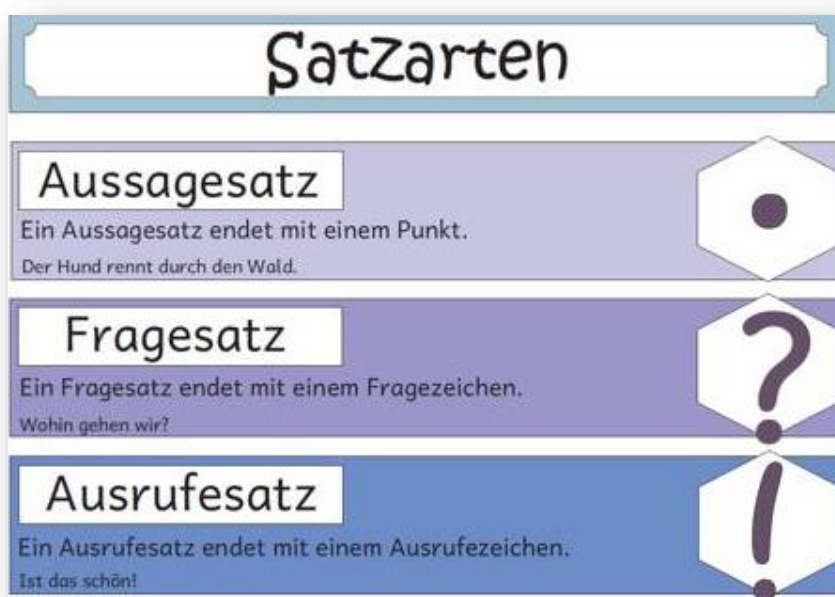 Satzarten
Aussagesatz
Ein Aussagesatz endet mit einem Punkt.
Der Hund rennt durch den Wald.
.
Fragesatz
Ein Fragesatz endet mit einem Fragezeichen.
Wohin gehen wir?
?
Ausrufesatz
Ein Ausrufesatz endet mit einem Ausrufezeichen.
Ist das schön!
!